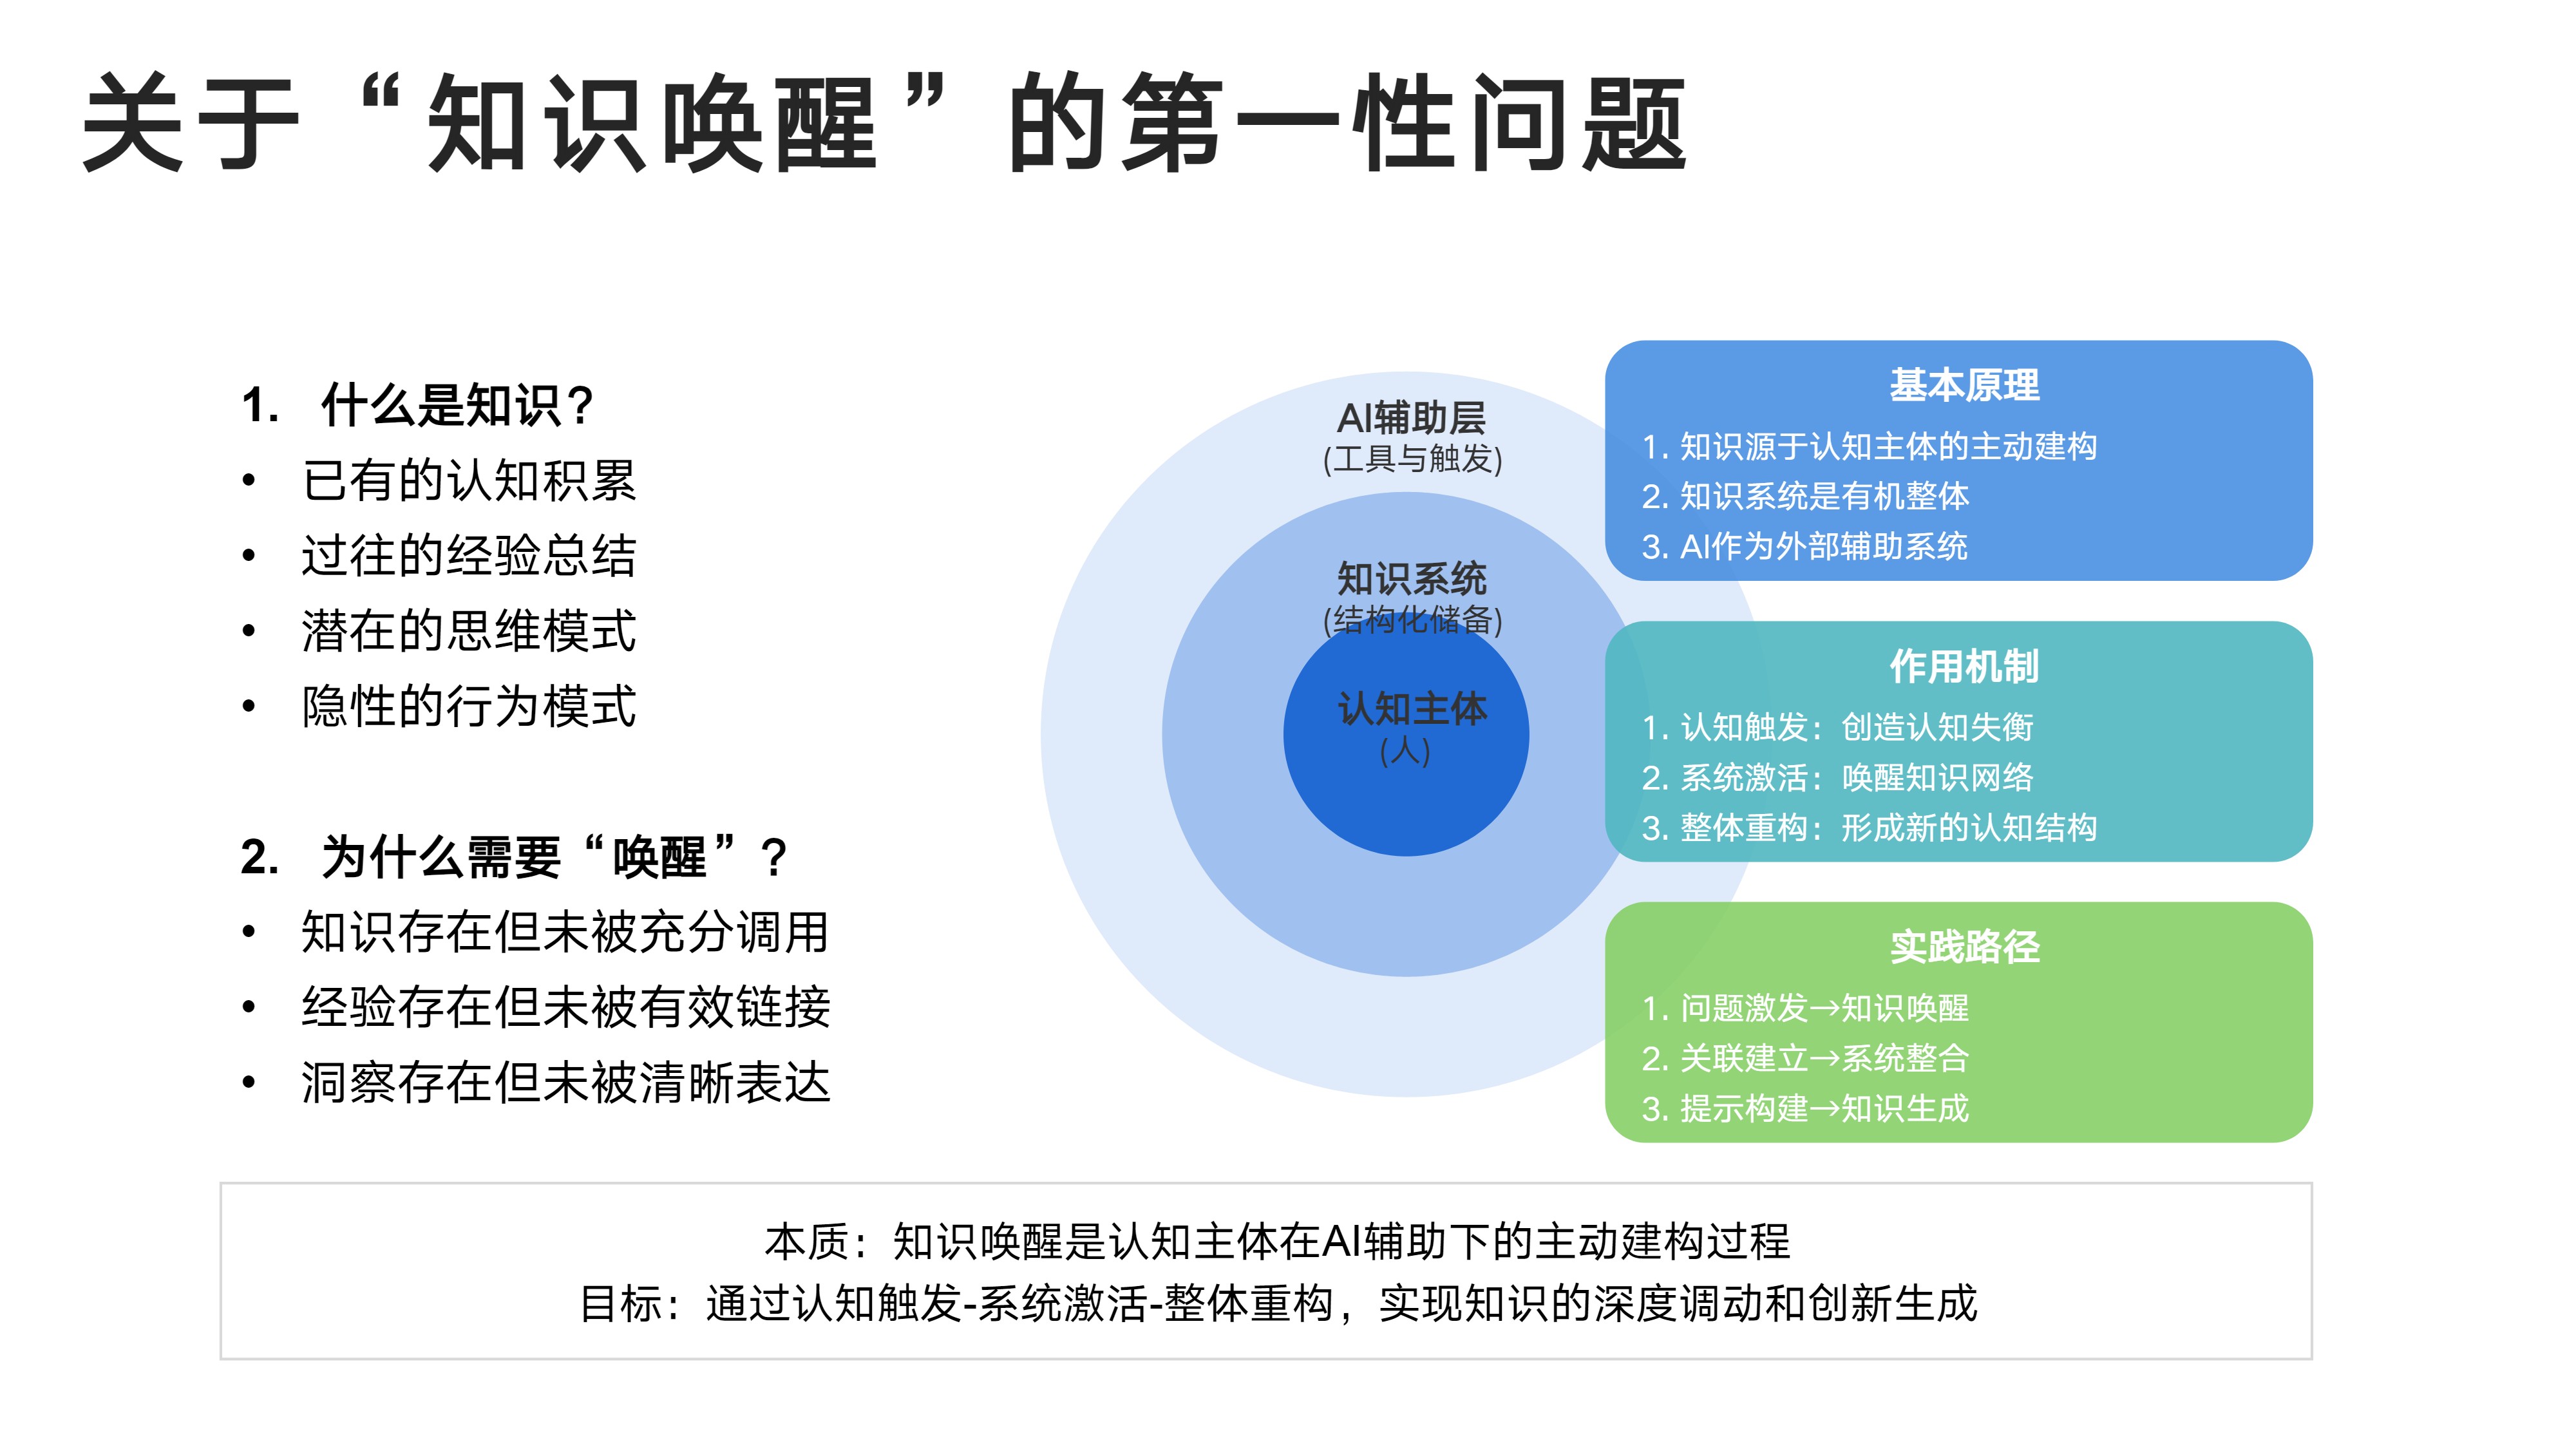 关于“知识唤醒”的第一性问题
1. 什么是知识?
• 已有的认知积累
• 过往的经验总结
• 潜在的思维模式
• 隐性的行为模式
2. 为什么需要“唤醒”?
• 知识存在但未被充分调用
• 经验存在但未被有效链接
• 洞察存在但未被清晰表达
AI辅助层
(工具与触发)
知识系统
(结构化储备)
认知主体
(人)
基本原理
1. 知识源于认知主体的主动建构
2. 知识系统是有机整体
3. AI作为外部辅助系统
作用机制
1. 认知触发：创造认知失衡
2. 系统激活：唤醒知识网络
3. 整体重构：形成新的认知结构
实践路径
1. 问题激发→知识唤醒
2. 关联建立→系统整合
3. 提示构建→知识生成
本质：知识唤醒是认知主体在AI辅助下的主动建构过程
目标：通过认知触发-系统激活-整体重构，实现知识的深度调动和创新生成